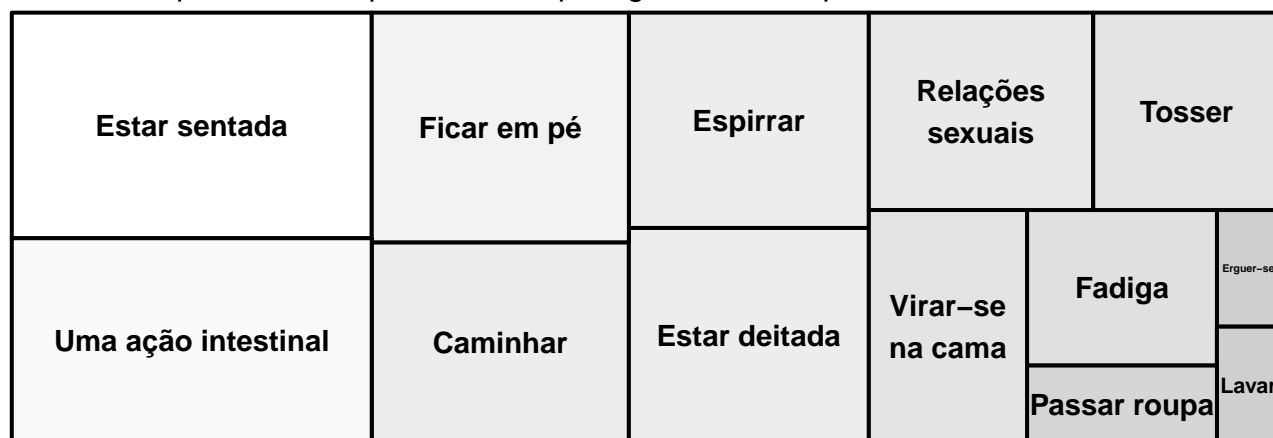 Estar sentada
Uma ação intestinal
Ficar em pé
Caminhar
Espirrar
Estar deitada
Relações
sexuais
Tosser
Virar−se
na cama
Fadiga
Passar roupa
Erguer−se
Lavar